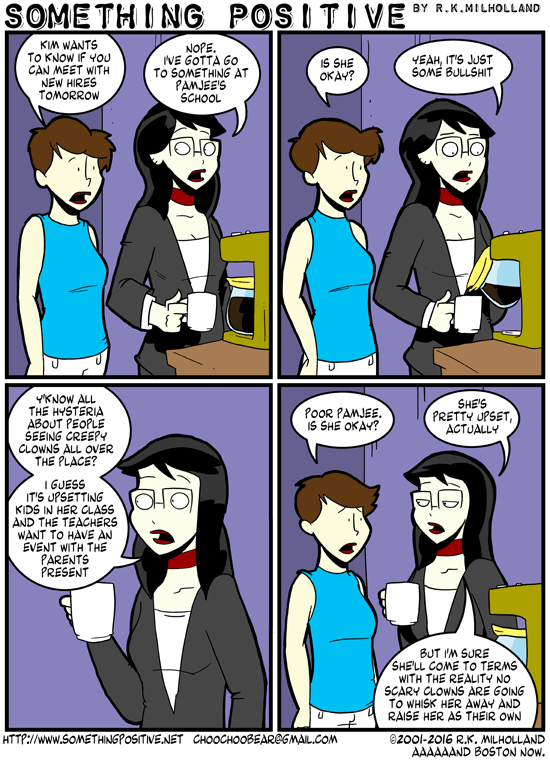 SOMETHING POSITIVE BY R.K.MILHOLLAND
KIM WANTS
TO KNOW IF YOU
CAN MEET WITH
NEW HIRES
TOMORROW
NOPE.
I'VE GOTTA GO
TO SOMETHING AT
PAMJEE'S
SCHOOL
IS SHE
OKAY?
YEAH, IT'S JUST
SOME BULLSHIT
Y'KNOW ALL
THE HYSTERIA
ABOUT PEOPLE
SEEING CREEPY
CLOWNS ALL OVER
THE PLACE?
I GUESS
IT'S UPSETTING
KIDS IN HER CLASS
AND THE TEACHERS
WANT TO HAVE AN
EVENT WITH THE
PARENTS
PRESENT
POOR PAMJEE.
IS SHE OKAY?
SHE'S
PRETTY UPSET,
ACTUALLY
BUT I'M SURE
SHE'LL COME TO TERMS
WITH THE REALITY NO
SCARY CLOWNS ARE GOING
TO WHISK HER AWAY AND
RAISE HER AS THEIR OWN
HTTP://WWW.SOMETHINGPOSITIVE.NET CHOOCHOOBEAR@GMAIL.COM
©2001-2016 R.K. MILHOLLAND
AAAAAAND BOSTON NOW.